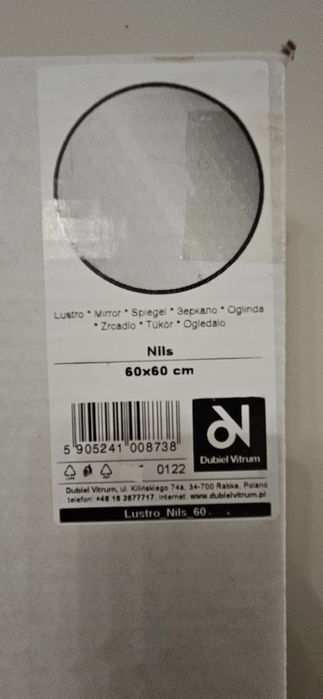 Lustro * Mirror * Spiegel * Зеркало * Oglinda
* Zrcadlo * Tükör * Ogledalo
Nils
60x60 cm
5 905241 008738
0122
Dubiel Vitrum
Dubiel Vitrum, ul. Kilińskiego 74a, 34-700 Rabka, Poland
telefon: +48 18 2677717, internet: www.dubielvitrum.pl
Lustro_Nils_60